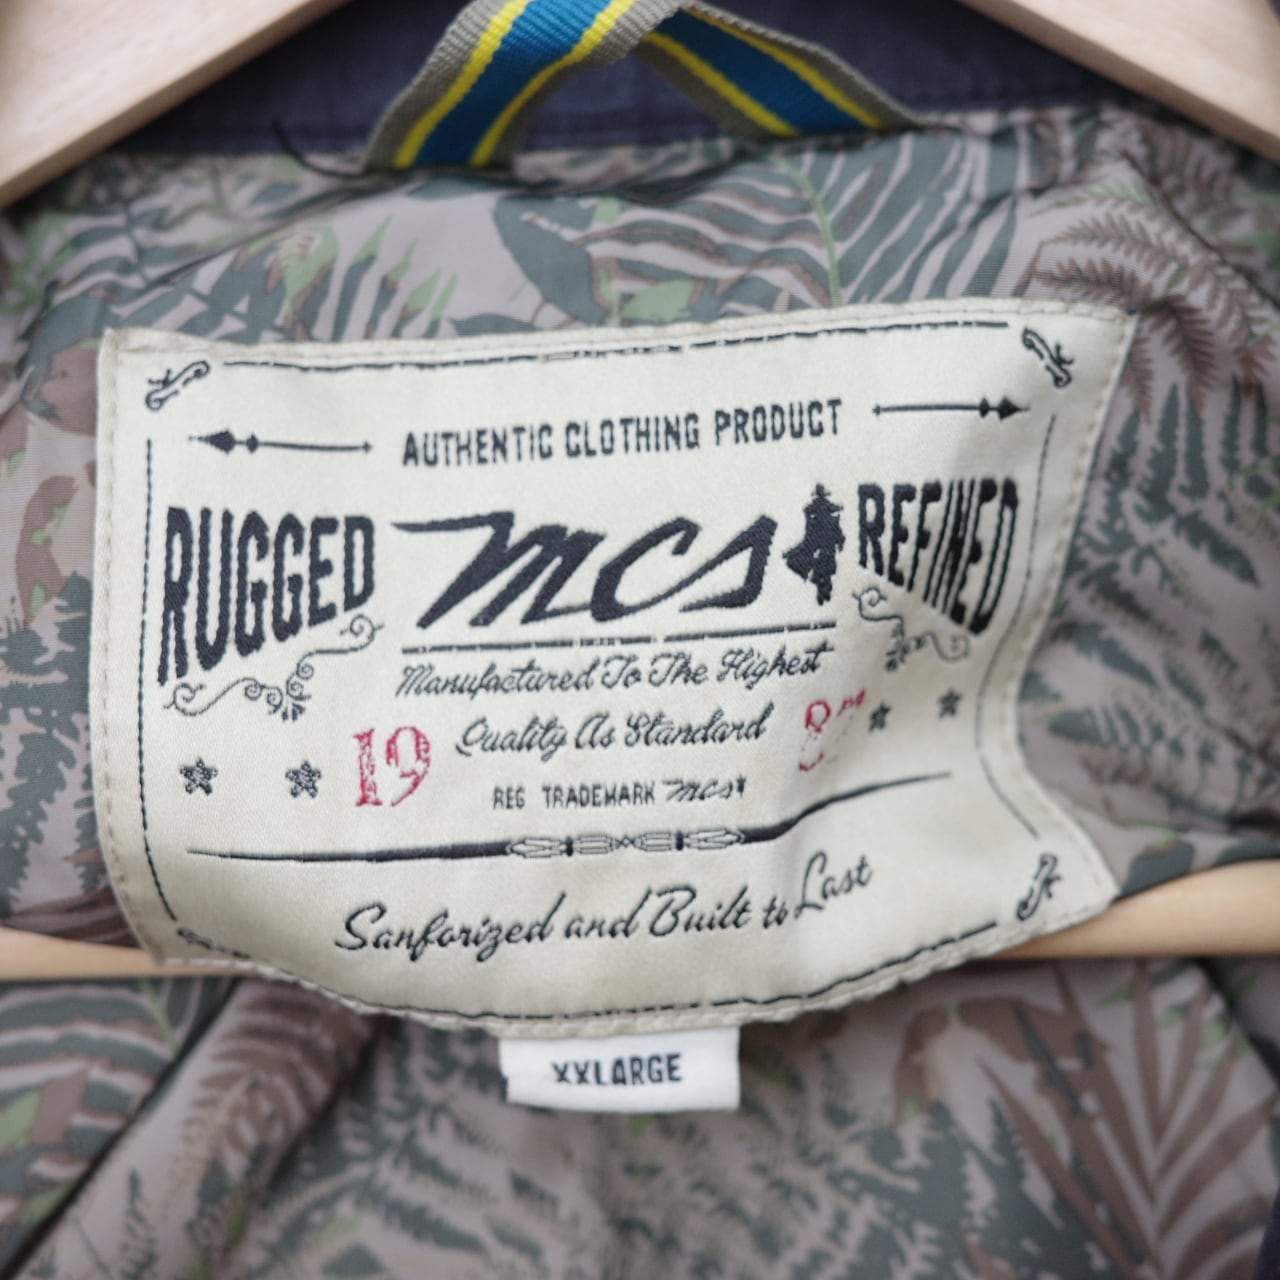 AUTHENTIC CLOTHING PRODUCT
RUGGED mcs REFINED
Manufactured To The Highest
19 Quality As Standard
REG TRADEMARK mcs
Sanforized and Built to Last
XXLARGE